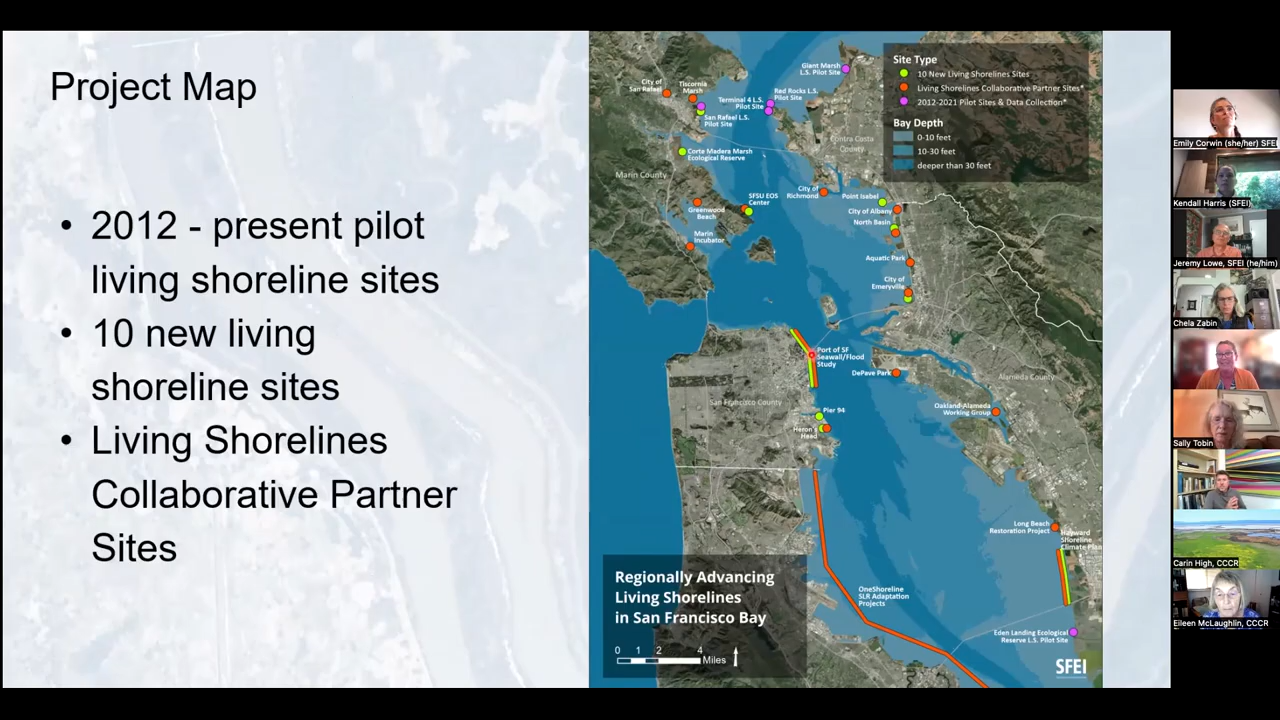 Project Map
• 2012 - present pilot
living shoreline sites
• 10 new living
shoreline sites
• Living Shorelines
Collaborative Partner
Sites
City of
San Rafael
Tiscornia
Marsh
San Rafael L.S.
Pilot Site
Terminal 4 L.S.
Pilot Site
Red Rocks L.S.
Pilot Site
Giant Marsh
L.S. Pilot Site
Corte Madera Marsh
Ecological Reserve
Marin County
Contra Costa
County
Greenwood
Beach
SFSU EOS
Center
Marin
Incubator
City of
Richmond
Point Isabel
City of Albany
North Basin
Aquatic Park
City of
Emeryville
Port of SF
Seawall/Flood
Study
DePave Park
Alameda County
San Francisco County
Pier 94
Heron's
Head
Oakland-Alameda
Working Group
Long Beach
Restoration Project
Hayward
Shoreline
Climate Plan
OneShoreline
SLR Adaptation
Projects
Eden Landing Ecological
Reserve L.S. Pilot Site
Site Type
10 New Living Shorelines Sites
Living Shorelines Collaborative Partner Sites*
2012-2021 Pilot Sites & Data Collection*
Bay Depth
0-10 feet
10-30 feet
deeper than 30 feet
Regionally Advancing
Living Shorelines
in San Francisco Bay
0 1 2 4
Miles
SFEI
Emily Corwin (she/her) SFEI
Kendall Harris (SFEI)
Jeremy Lowe, SFEI (he/him)
Chela Zabin
Sally Tobin
Carin High, CCCR
Eileen McLaughlin, CCCR